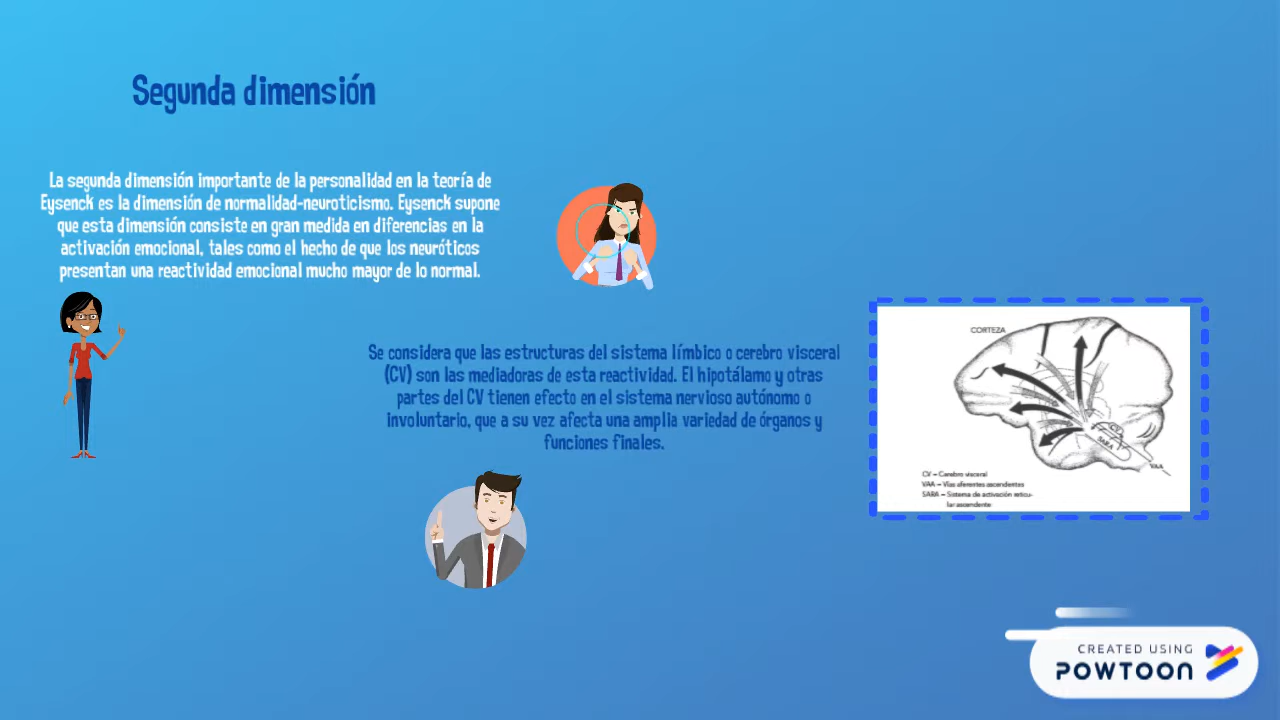 Segunda dimensión
La segunda dimensión importante de la personalidad en la teoría de
Eysenck es la dimensión de normalidad-neuroticismo. Eysenck supone
que esta dimensión consiste en gran medida en diferencias en la
activación emocional, tales como el hecho de que los neuróticos
presentan una reactividad emocional mucho mayor de lo normal.
Se considera que las estructuras del sistema límbico o cerebro visceral
(CV) son las mediadoras de esta reactividad. El hipotálamo y otras
partes del CV tienen efecto en el sistema nervioso autónomo o
involuntario, que a su vez afecta una amplia variedad de órganos y
funciones finales.
CORTEZA
CV
SARA
VAA
CV – Cerebro visceral
VAA – Vías aferentes ascendentes
SARA – Sistema de activación reticu-
lar ascendente
CREATED USING
POWTOON